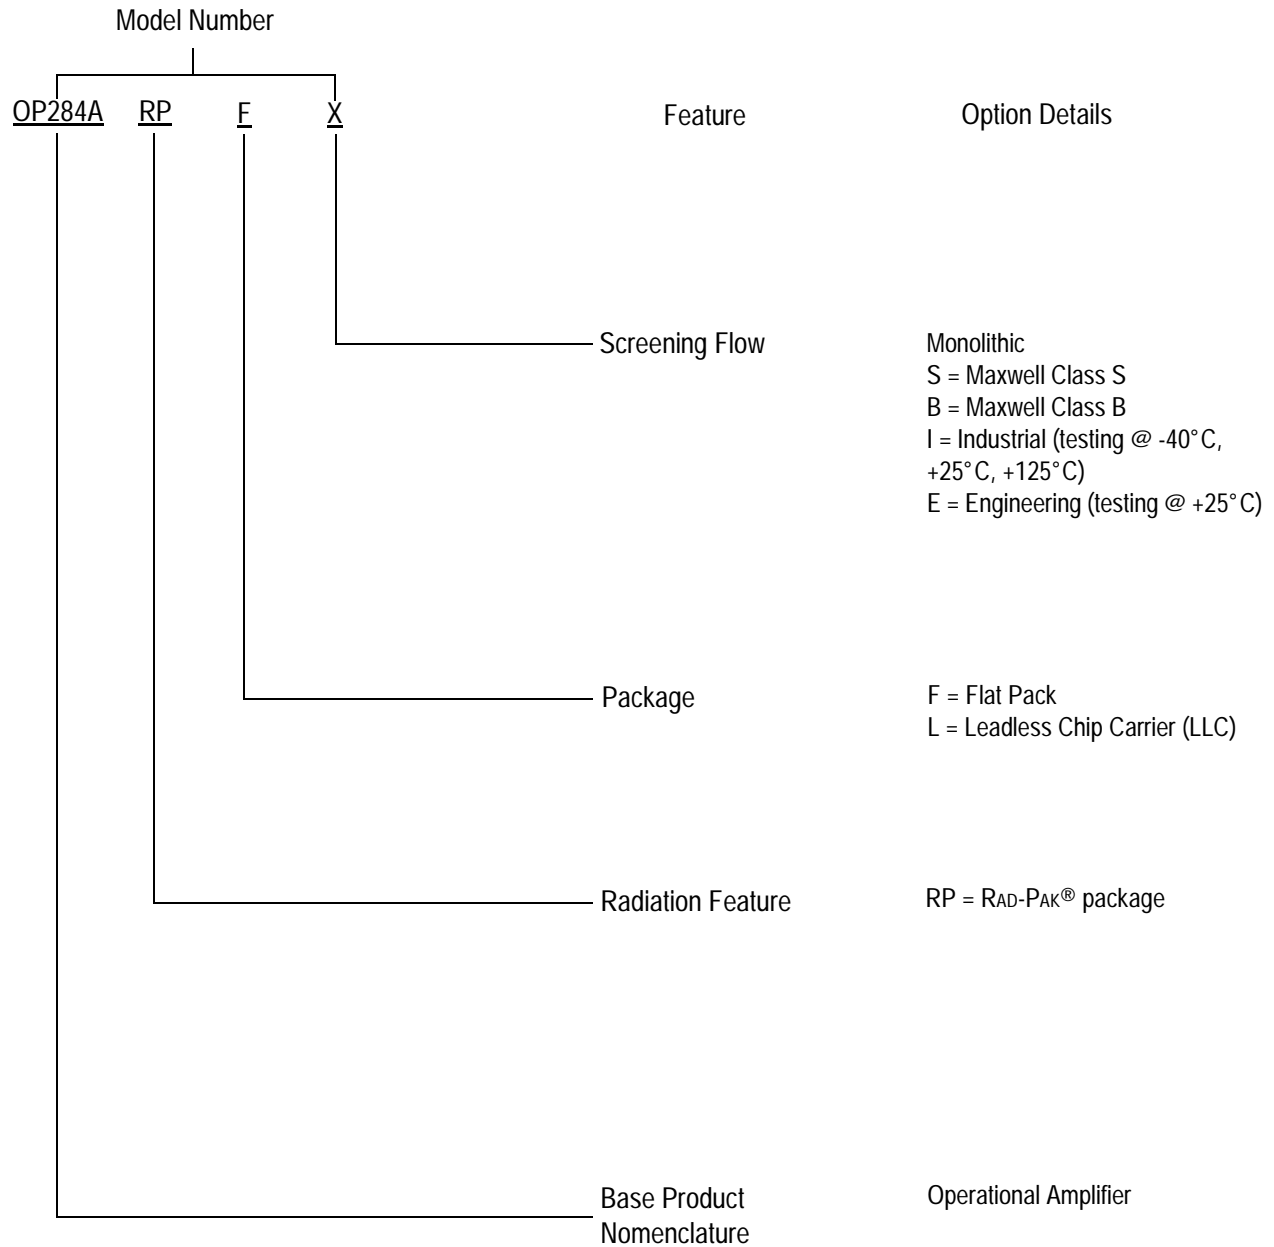 Model Number
OP284A RP F X
Feature
Option Details
Screening Flow
Monolithic
S = Maxwell Class S
B = Maxwell Class B
I = Industrial (testing @ -40°C,
+25°C, +125°C)
E = Engineering (testing @ +25°C)
Package
F = Flat Pack
L = Leadless Chip Carrier (LLC)
Radiation Feature
RP = RAD-PAK® package
Base Product
Nomenclature
Operational Amplifier